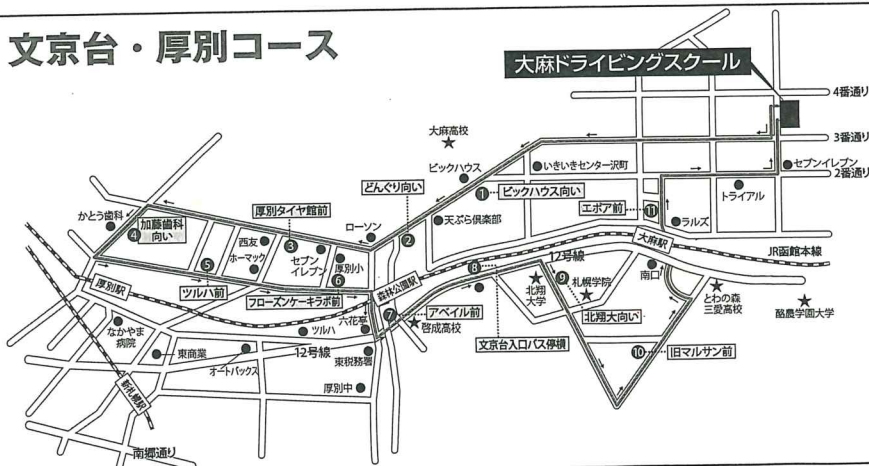 文京台・厚別コース
大麻ドライビングスクール
4番通り
3番通り
2番通り
セブンイレブン
トライアル
大麻高校
ビックハウス
いきいきセンター沢町
どんぐり向い
❶
ビックハウス向い
エポア前
⓫
ラルズ
かとう歯科
❹
加藤歯科
向い
厚別タイヤ館前
ローソン
❷
天ぷら倶楽部
大麻駅
JR函館本線
西友
ホーマック
❸
セブン
イレブン
厚別小
❺
❻
ツルハ前
フローズンケーキラボ前
森林公園駅
❽
12号線
❾
北翔
大学
札幌学院
南口
とわの森
三愛高校
酪農学園大学
厚別駅
❼
アベイル前
啓成高校
北翔大向い
文京台入口バス停横
❿
旧マルサン前
なかやま
病院
ツルハ
六花亭
東商業
オートバックス
12号線
東税務署
厚別中
新札幌駅
南郷通り